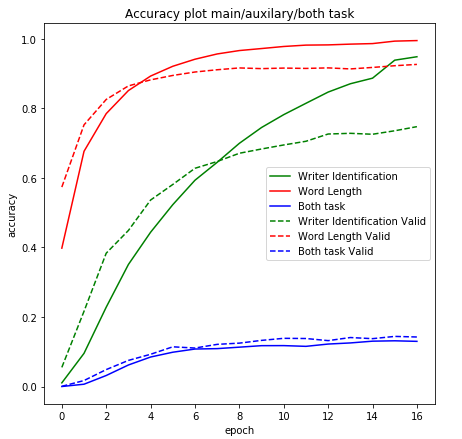 Accuracy plot main/auxilary/both task
accuracy
1.0
0.8
0.6
0.4
0.2
0.0
Writer Identification
Word Length
Both task
Writer Identification Valid
Word Length Valid
Both task Valid
0 2 4 6 8 10 12 14 16
epoch